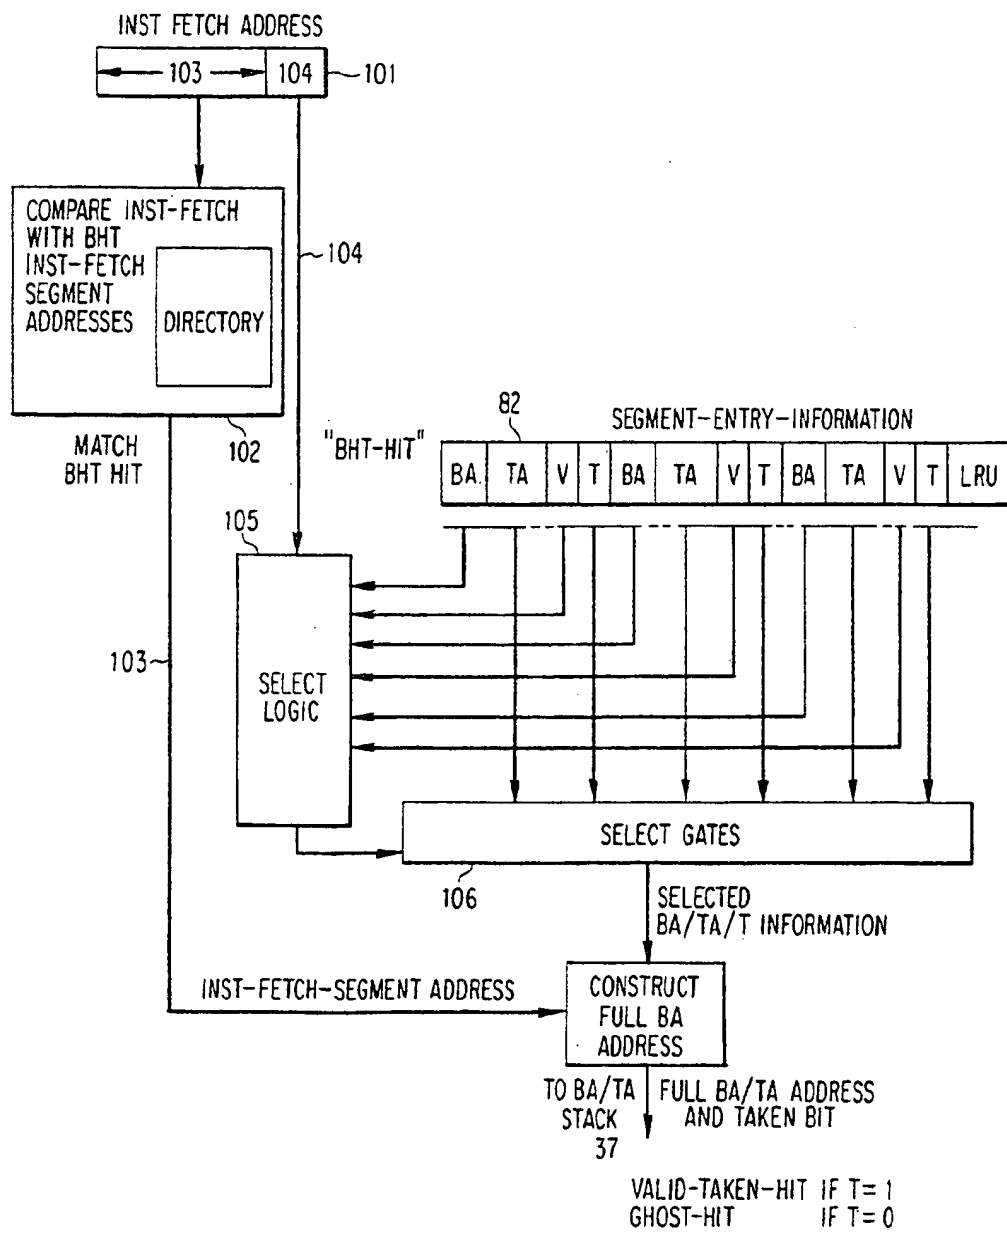 INST FETCH ADDRESS
103
104
101
COMPARE INST-FETCH
WITH BHT
INST-FETCH
SEGMENT
ADDRESSES
DIRECTORY
104
102
MATCH
BHT HIT
"BHT-HIT"
82
SEGMENT-ENTRY-INFORMATION
BA TA V T BA TA V T BA TA V T LRU
105
103
SELECT
LOGIC
SELECT GATES
106
SELECTED
BA/TA/T INFORMATION
INST-FETCH-SEGMENT ADDRESS
CONSTRUCT
FULL BA
ADDRESS
TO BA/TA
STACK
37
FULL BA/TA ADDRESS
AND TAKEN BIT
VALID-TAKEN-HIT IF T=1
GHOST-HIT IF T=0